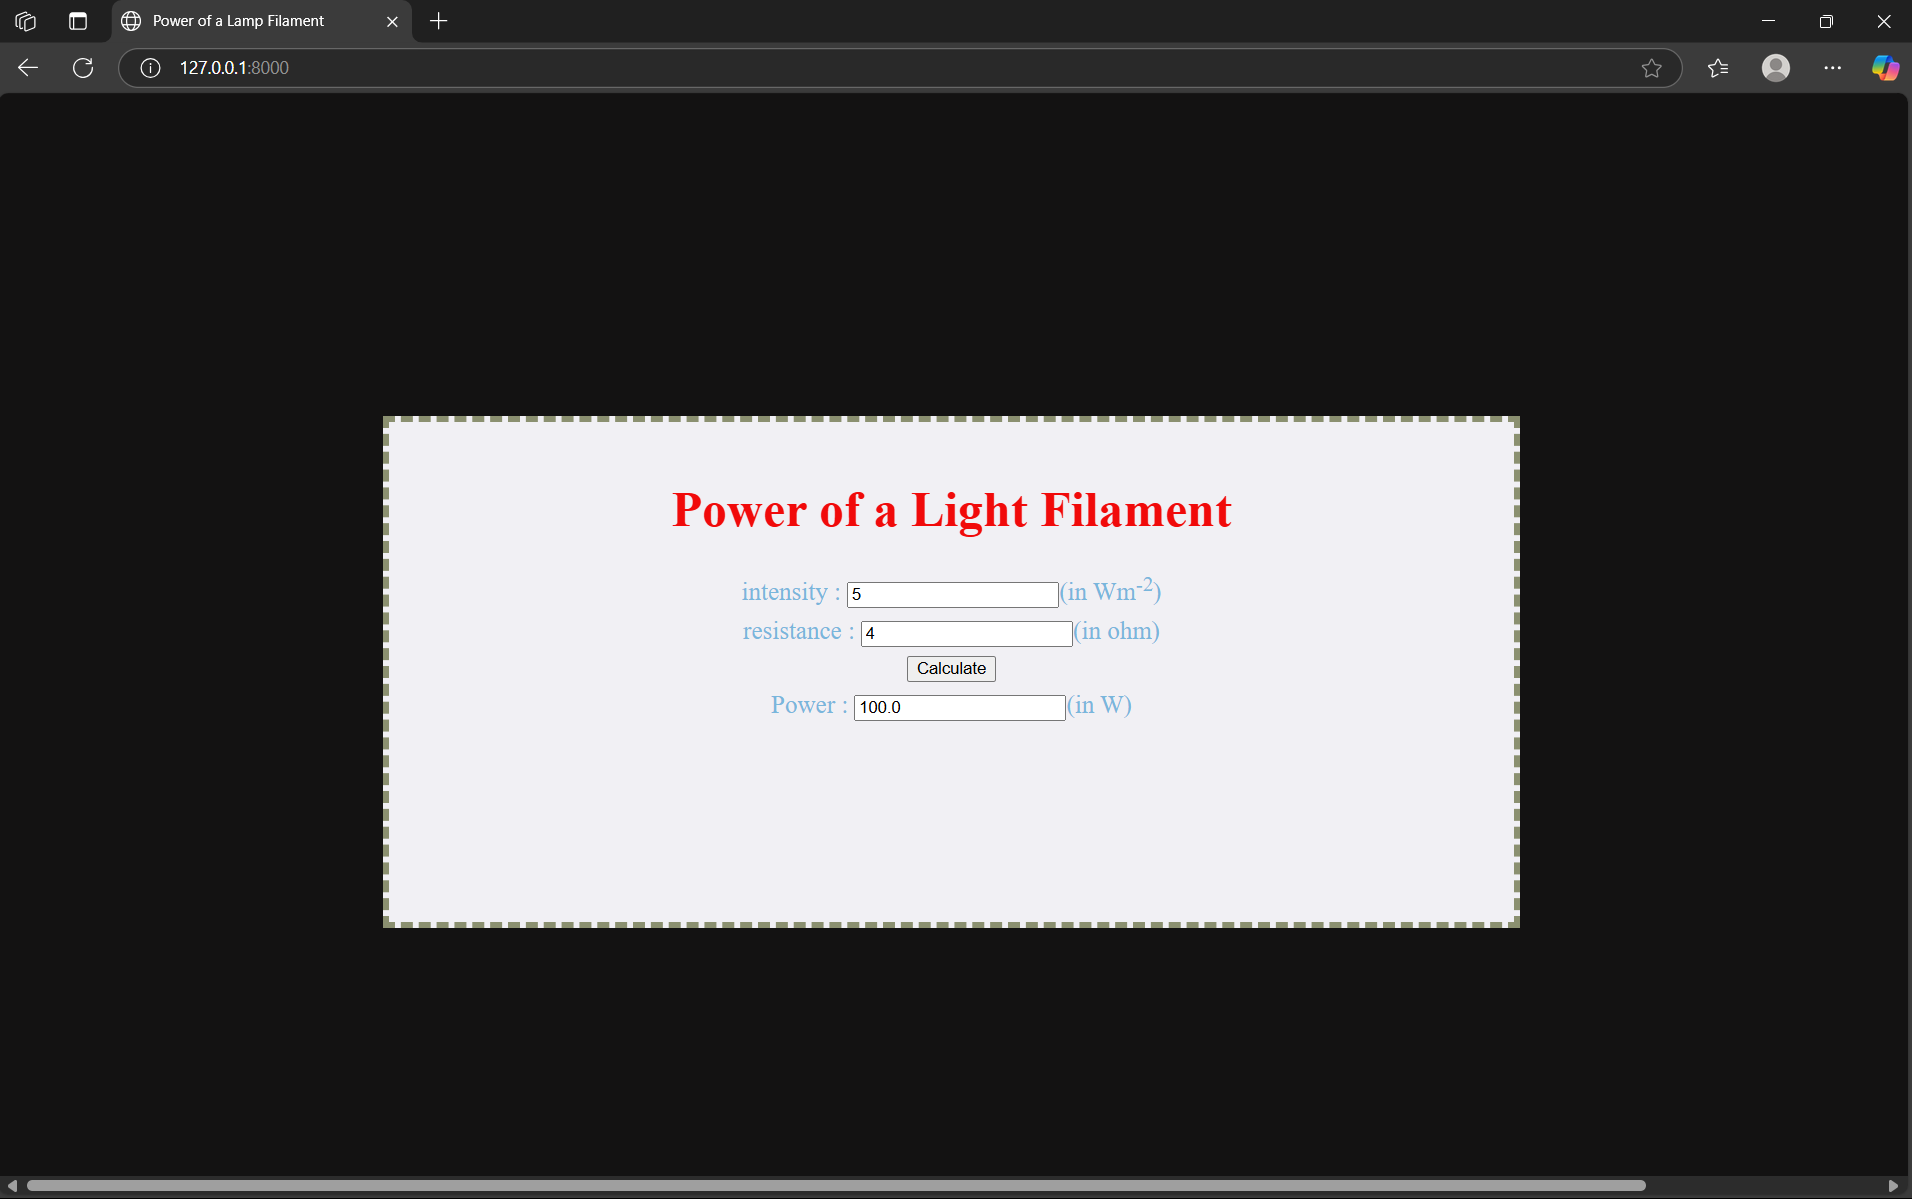 Power of a Lamp Filament
127.0.0.1:8000
Power of a Light Filament
intensity : 5 (in Wm⁻²)
resistance : 4 (in ohm)
Calculate
Power : 100.0 (in W)